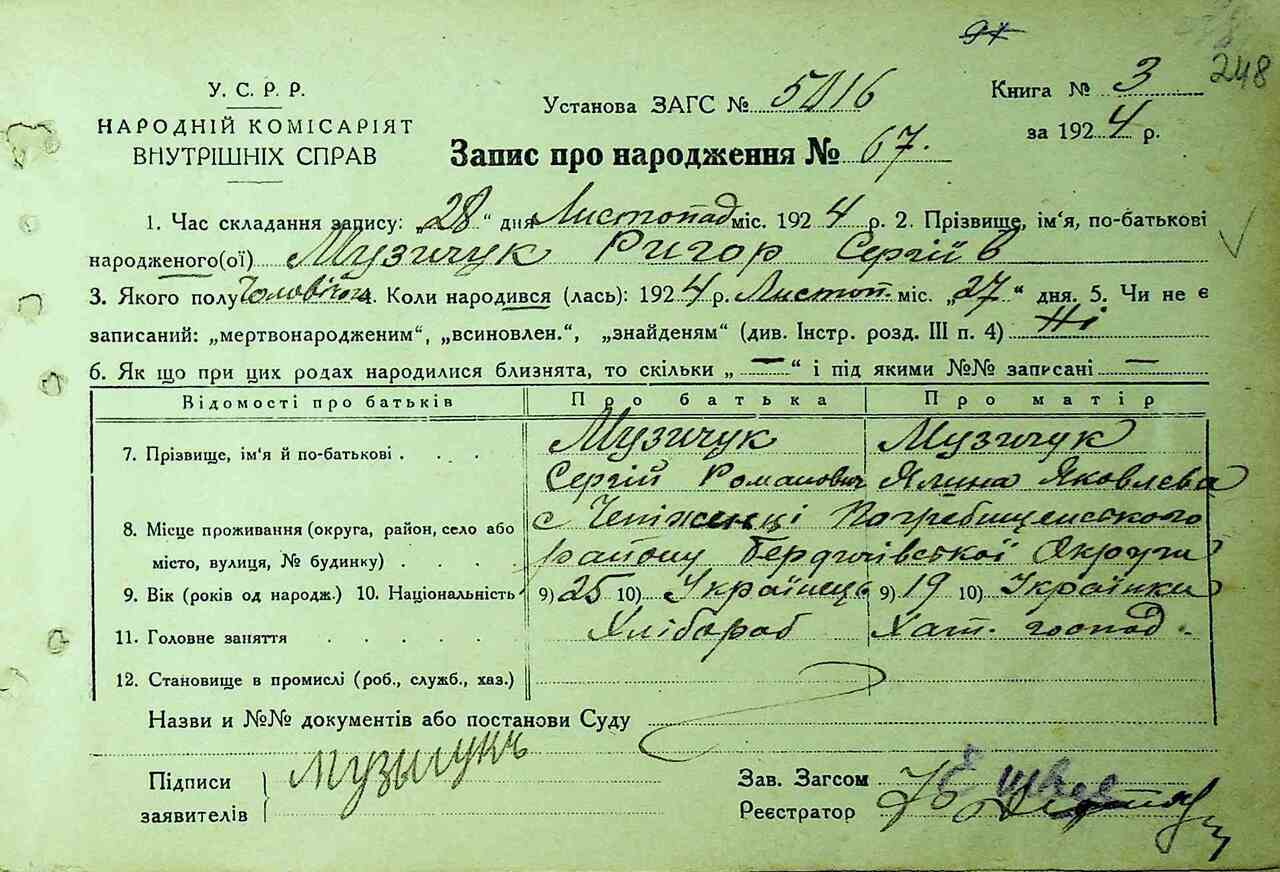 248
У. С. Р. Р.
НАРОДНІЙ КОМІСАРІЯТ
ВНУТРІШНІХ СПРАВ
Установа ЗАГС № 5016
Книга № 3
за 1924 р.
Запис про народження № 67.
1. Час складання запису: „28“ дня Листопад міс. 1924 р. 2. Прізвище, ім'я, по-батькові
народженого(ої) Музичук Ригор Сергіїв
3. Якого полу Чоловічого 4. Коли народився (лась): 1924 р. Листоп. міс. „27“ дня. 5. Чи не є
записаний: „мертвонародженим“, „всиновлен.“, „знайденям“ (див. Інстр. розд. III п. 4) Ні
6. Як що при цих родах народилися близнята, то скільки „—“ і під якими №№ записані —
Відомості про батьків Про батька Про матір
7. Прізвище, ім'я й по-батькові . . . Музичук Музичук
Сергій Романович Ялина Яковлева
8. Місце проживання (округа, район, село або с Чепіженці Погребищенського
місто, вулиця, № будинку) . . . . району Бердичівської Округи
9. Вік (років од народж.) 10. Національність 9) 25 10) Українець 9) 19 10) Українка
11. Головне заняття . . . . . Хлібороб Хат. господ.
12. Становище в промислі (роб., служб., хаз.)
Назви и №№ документів або постанови Суду
Підписи Музычукъ
заявителів
Зав. Загсом
Реєстратор